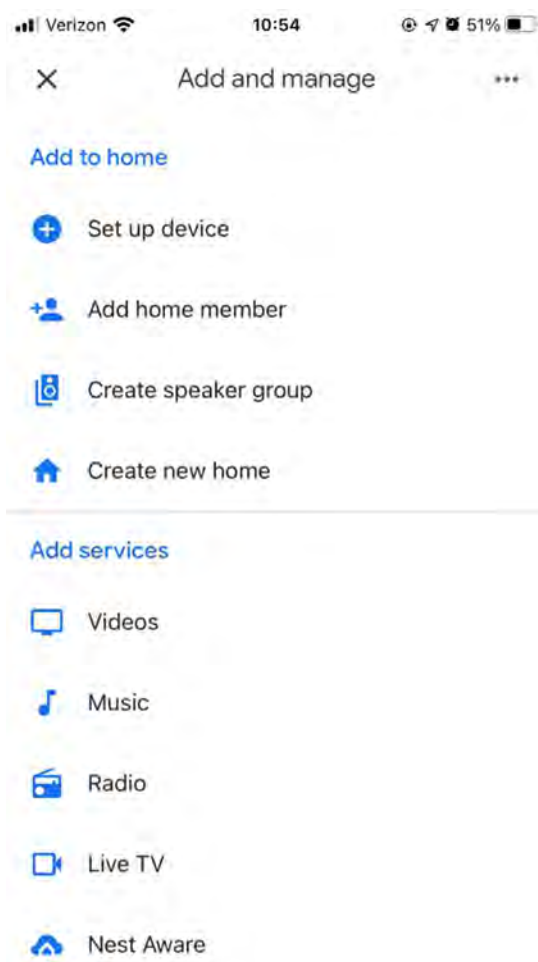 Verizon 10:54 51%
Add and manage
Add to home
Set up device
Add home member
Create speaker group
Create new home
Add services
Videos
Music
Radio
Live TV
Nest Aware